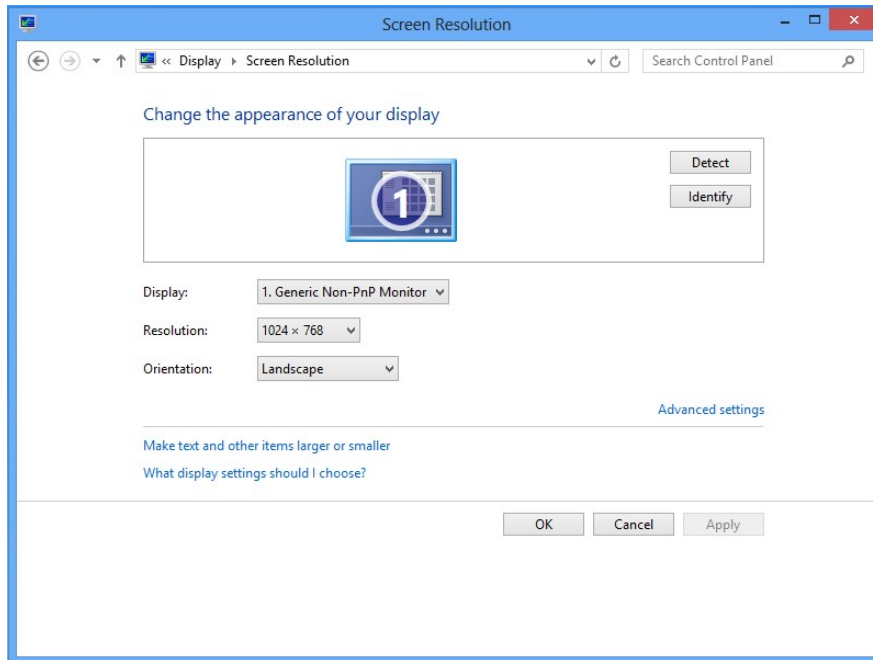 Screen Resolution
« Display Screen Resolution
Search Control Panel
Change the appearance of your display
1
Detect
Identify
Display: 1. Generic Non-PnP Monitor
Resolution: 1024 × 768
Orientation: Landscape
Advanced settings
Make text and other items larger or smaller
What display settings should I choose?
OK Cancel Apply